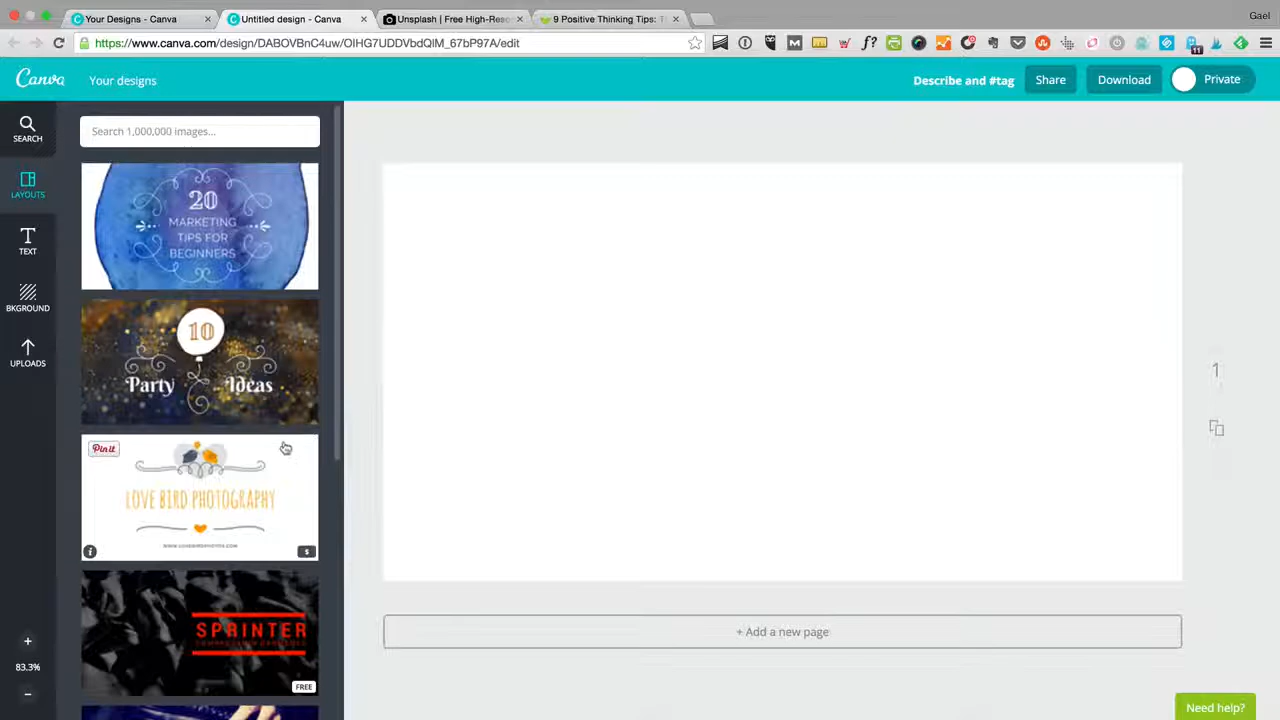 Your Designs - Canva
Untitled design - Canva
Unsplash | Free High-Res
9 Positive Thinking Tips: T
Gael
https://www.canva.com/design/DABOVBnC4uw/OIHG7UDDVbdQIM_67bP97A/edit
11
Canva
Your designs
Describe and #tag
Share
Download
Private
SEARCH
LAYOUTS
TEXT
BKGROUND
UPLOADS
83.3%
Search 1,000,000 images...
20
MARKETING
TIPS FOR
BEGINNERS
10
Party Ideas
Pin it
LOVE BIRD PHOTOGRAPHY
$
SPRINTER
FREE
1
+ Add a new page
Need help?